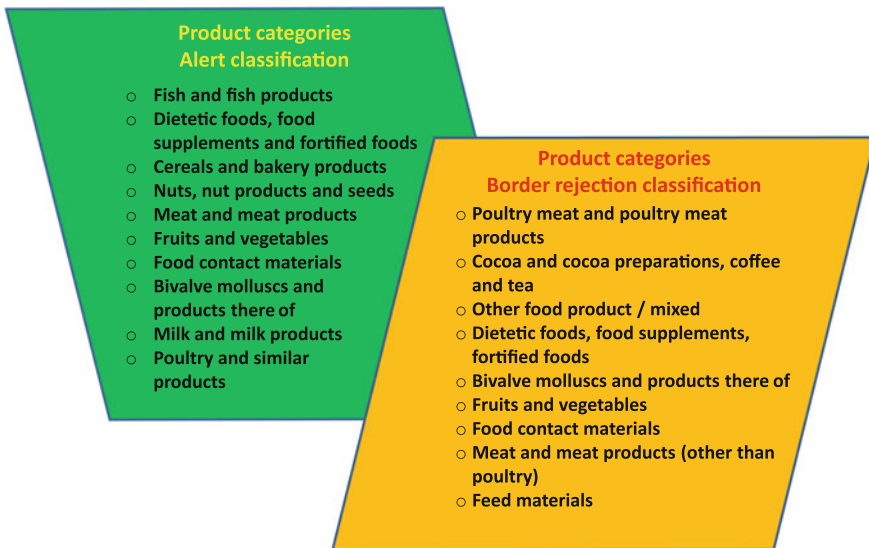 Product categories
Alert classification
o Fish and fish products
o Dietetic foods, food
supplements and fortified foods
o Cereals and bakery products
o Nuts, nut products and seeds
o Meat and meat products
o Fruits and vegetables
o Food contact materials
o Bivalve molluscs and
products there of
o Milk and milk products
o Poultry and similar
products
Product categories
Border rejection classification
o Poultry meat and poultry meat
products
o Cocoa and cocoa preparations, coffee
and tea
o Other food product / mixed
o Dietetic foods, food supplements,
fortified foods
o Bivalve molluscs and products there of
o Fruits and vegetables
o Food contact materials
o Meat and meat products (other than
poultry)
o Feed materials